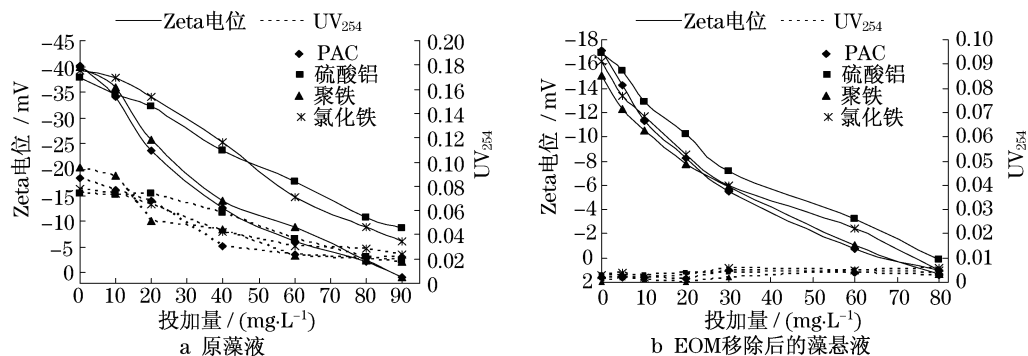 Zeta电位 UV254
-45
-40
-35
-30
-25
-20
-15
-10
-5
0
Zeta电位 / mV
0.20
0.18
0.16
0.14
0.12
0.10
0.08
0.06
0.04
0.02
0
UV254
PAC
硫酸铝
聚铁
氯化铁
0 10 20 30 40 50 60 70 80 90
投加量 / (mg·L⁻¹)
a 原藻液
Zeta电位 UV254
-18
-16
-14
-12
-10
-8
-6
-4
-2
0
2
Zeta电位 / mV
0.10
0.09
0.08
0.07
0.06
0.05
0.04
0.03
0.02
0.01
0
UV254
PAC
硫酸铝
聚铁
氯化铁
0 10 20 30 40 50 60 70 80
投加量 / (mg·L⁻¹)
b EOM移除后的藻悬液